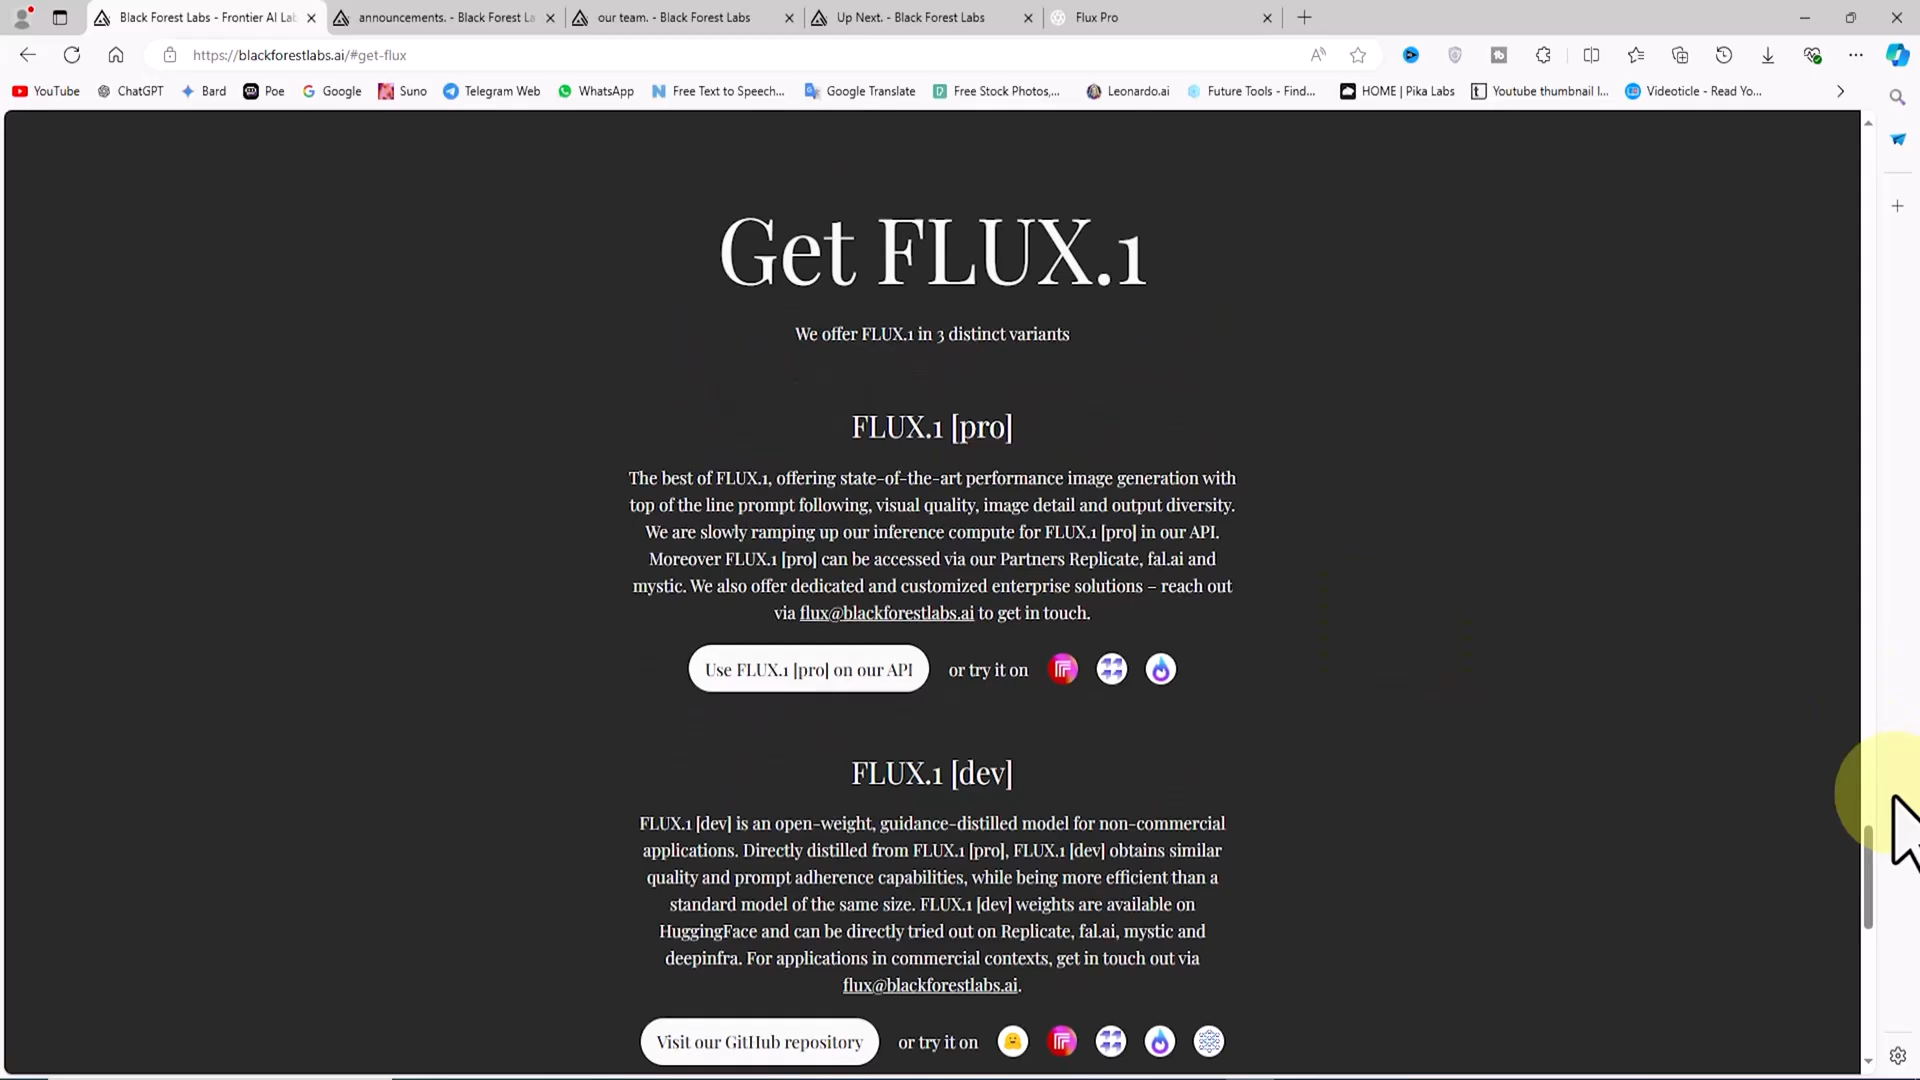 Black Forest Labs - Frontier AI Lab
announcements. - Black Forest La
our team. - Black Forest Labs
Up Next. - Black Forest Labs
Flux Pro
https://blackforestlabs.ai/#get-flux
YouTube
ChatGPT
Bard
Poe
Google
Suno
Telegram Web
WhatsApp
Free Text to Speech...
Google Translate
Free Stock Photos,...
Leonardo.ai
Future Tools - Find...
HOME | Pika Labs
Youtube thumbnail I...
Videoticle - Read Yo...
Get FLUX.1
We offer FLUX.1 in 3 distinct variants
FLUX.1 [pro]
The best of FLUX.1, offering state-of-the-art performance image generation with
top of the line prompt following, visual quality, image detail and output diversity.
We are slowly ramping up our inference compute for FLUX.1 [pro] in our API.
Moreover FLUX.1 [pro] can be accessed via our Partners Replicate, fal.ai and
mystic. We also offer dedicated and customized enterprise solutions – reach out
via flux@blackforestlabs.ai to get in touch.
Use FLUX.1 [pro] on our API
or try it on
FLUX.1 [dev]
FLUX.1 [dev] is an open-weight, guidance-distilled model for non-commercial
applications. Directly distilled from FLUX.1 [pro], FLUX.1 [dev] obtains similar
quality and prompt adherence capabilities, while being more efficient than a
standard model of the same size. FLUX.1 [dev] weights are available on
HuggingFace and can be directly tried out on Replicate, fal.ai, mystic and
deepinfra. For applications in commercial contexts, get in touch out via
flux@blackforestlabs.ai.
Visit our GitHub repository
or try it on